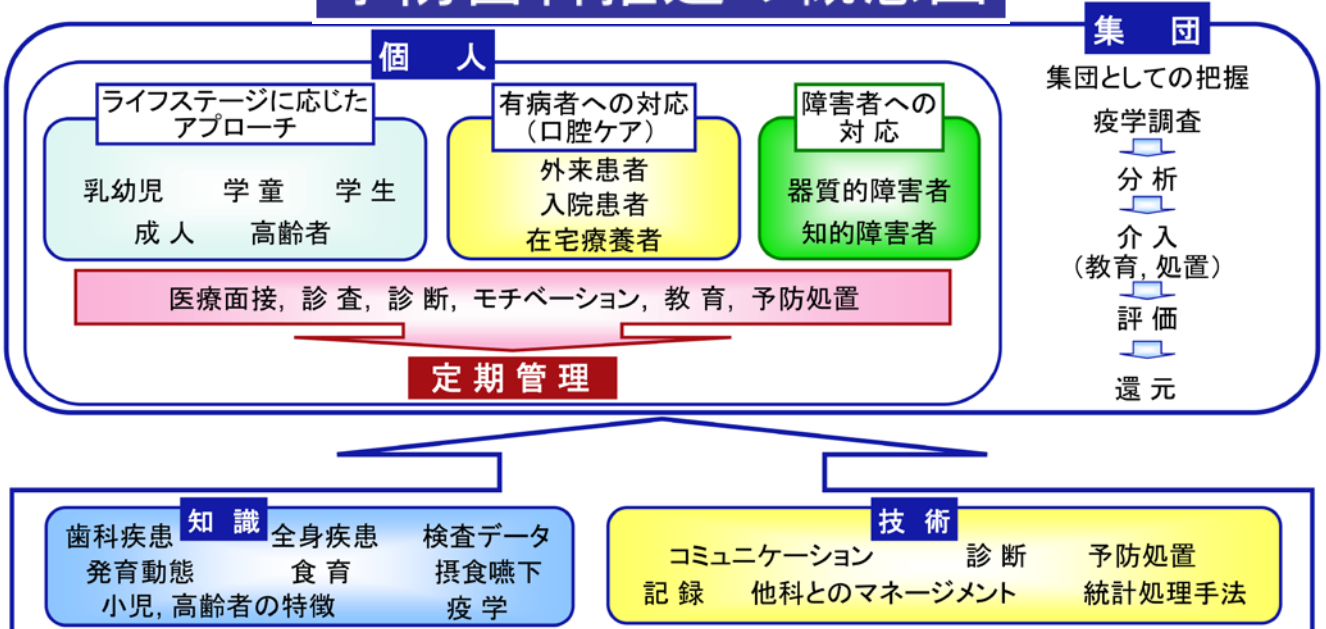 個 人
ライフステージに応じた
アプローチ
乳幼児 学 童 学 生
成 人 高齢者
有病者への対応
(口腔ケア)
外来患者
入院患者
在宅療養者
障害者への
対 応
器質的障害者
知的障害者
医療面接, 診 査, 診 断, モチベーション, 教 育, 予防処置
定 期 管 理
集 団
集団としての把握
疫学調査
分 析
介 入
(教育, 処置)
評 価
還 元
知 識
歯科疾患 全身疾患 検査データ
発育動態 食 育 摂食嚥下
小児, 高齢者の特徴 疫 学
技 術
コミュニケーション 診 断 予防処置
記 録 他科とのマネージメント 統計処理手法